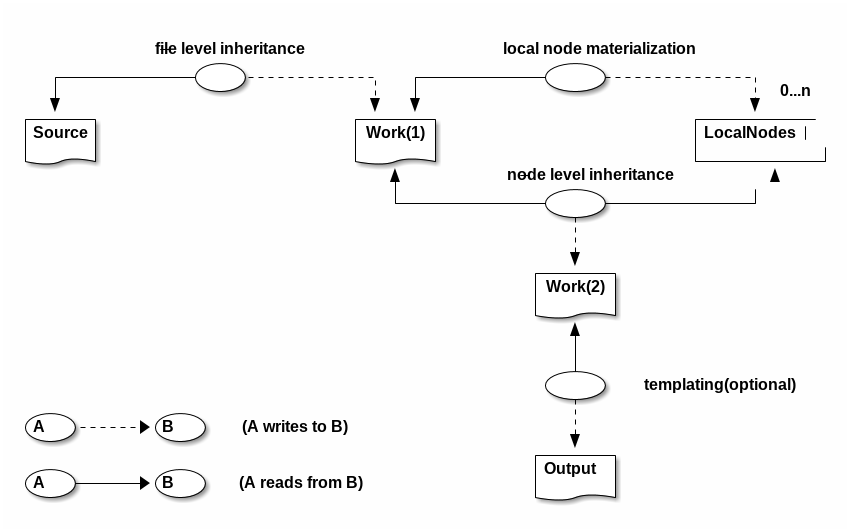 file level inheritance
local node materialization
0...n
Source
Work(1)
LocalNodes
node level inheritance
Work(2)
templating(optional)
A B (A writes to B)
Output
A B (A reads from B)